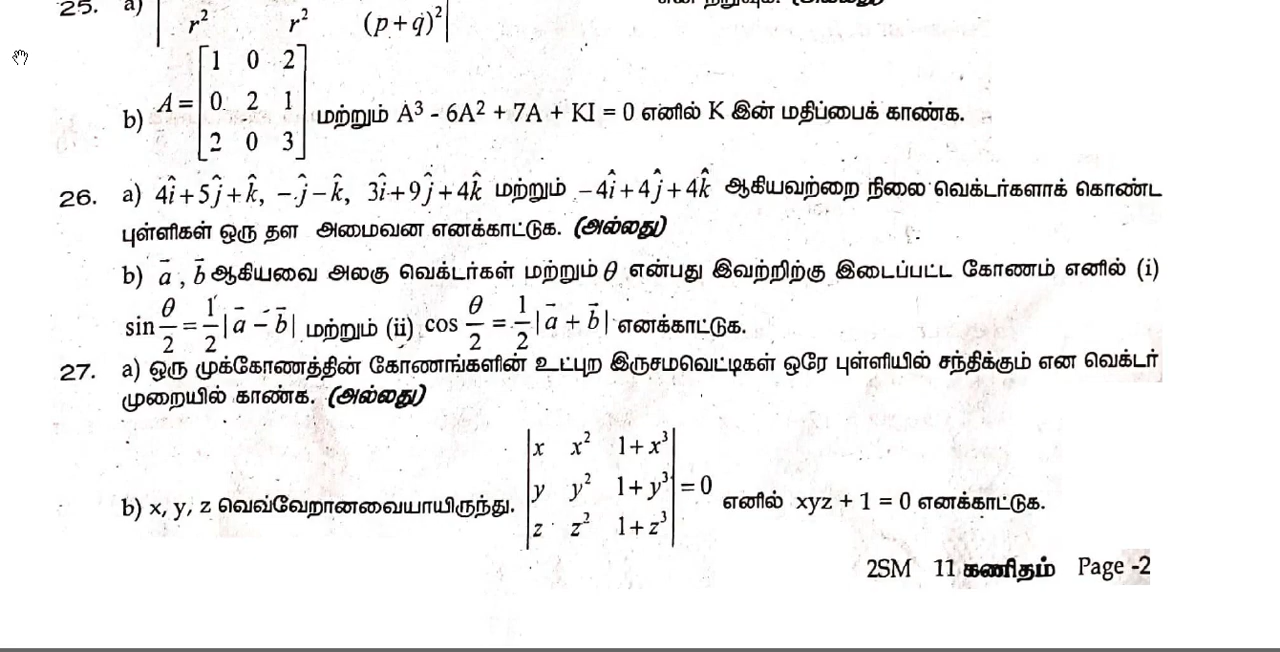 25. a) | r² r² (p+q)² |
b) A = [1 0 2
0 2 1
2 0 3] மற்றும் A³ - 6A² + 7A + KI = 0 எனில் K இன் மதிப்பைக் காண்க.
26. a) 4î+5ĵ+k̂, -ĵ-k̂, 3î+9ĵ+4k̂ மற்றும் -4î+4ĵ+4k̂ ஆகியவற்றை நிலை வெக்டர்களாக் கொண்ட
புள்ளிகள் ஒரு தள அமைவன எனக்காட்டுக. (அல்லது)
b) a⃗ , b⃗ ஆகியவை அலகு வெக்டர்கள் மற்றும் θ என்பது இவற்றிற்கு இடைப்பட்ட கோணம் எனில் (i)
sin θ/2 = 1/2 |a⃗ - b⃗| மற்றும் (ii) cos θ/2 = 1/2 |a⃗ + b⃗| எனக்காட்டுக.
27. a) ஒரு முக்கோணத்தின் கோணங்களின் உட்புற இருசமவெட்டிகள் ஒரே புள்ளியில் சந்திக்கும் என வெக்டர்
முறையில் காண்க. (அல்லது)
b) x, y, z வெவ்வேறானவையாயிருந்து. |x x² 1+x³
y y² 1+y³
z z² 1+z³| = 0 எனில் xyz + 1 = 0 எனக்காட்டுக.
2SM 11 கணிதம் Page -2